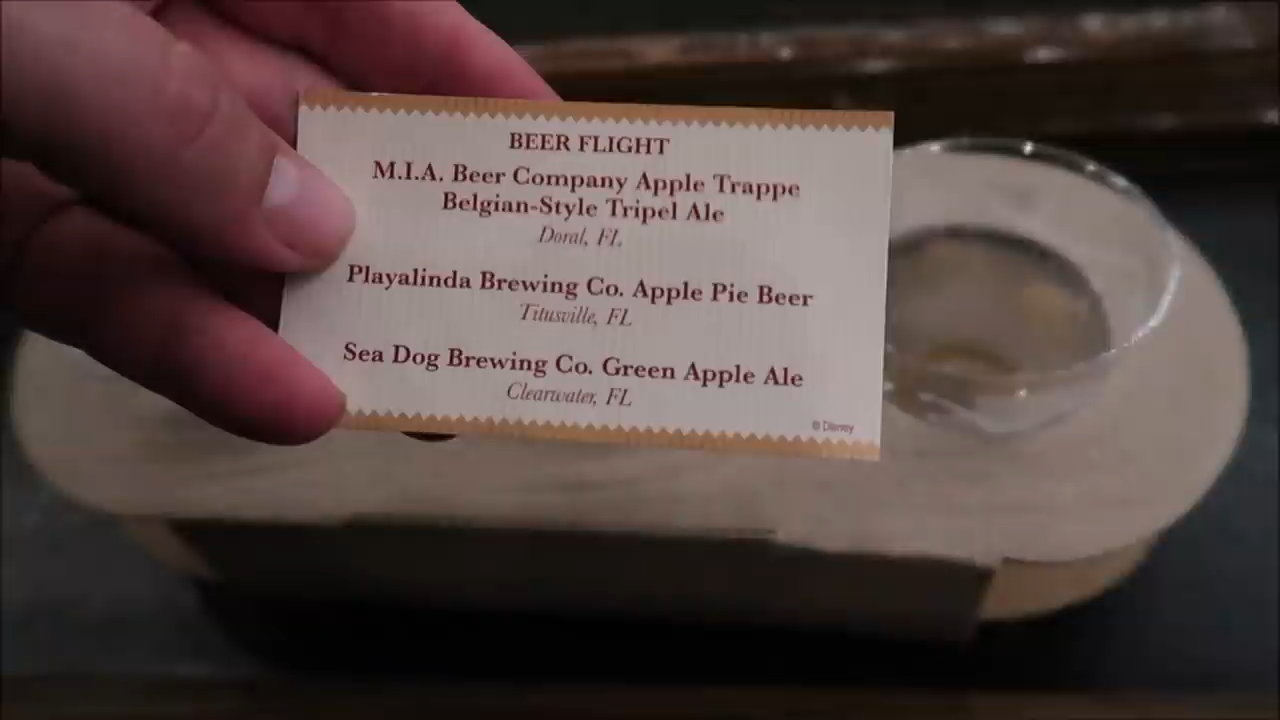 BEER FLIGHT
M.I.A. Beer Company Apple Trappe
Belgian-Style Tripel Ale
Doral, FL
Playalinda Brewing Co. Apple Pie Beer
Titusville, FL
Sea Dog Brewing Co. Green Apple Ale
Clearwater, FL
© Disney